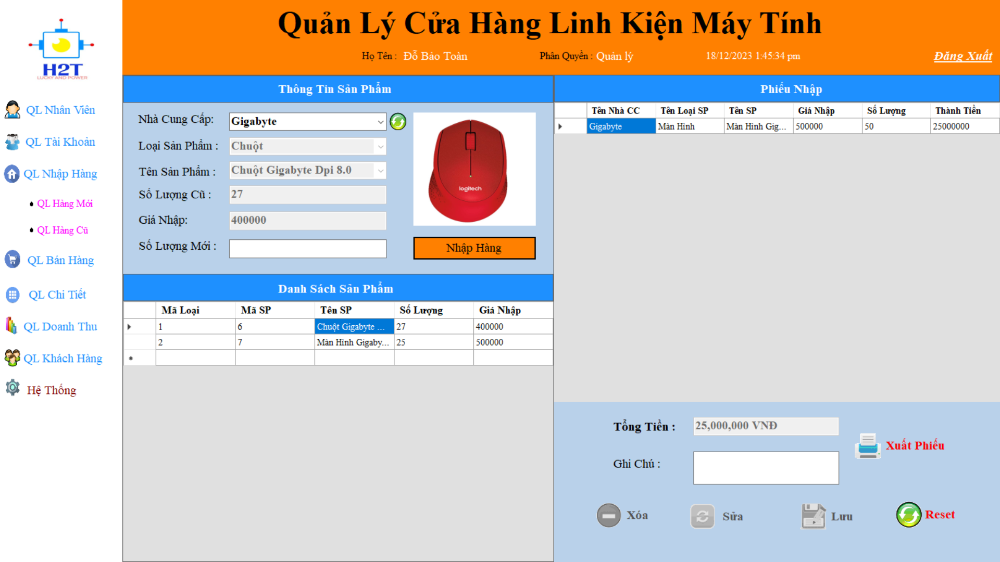 Quản Lý Cửa Hàng Linh Kiện Máy Tính
Họ Tên : Đỗ Bảo Toàn Phân Quyền : Quản lý 18/12/2023 1:45:34 pm Đăng Xuất
H2T
LUCKY AND POWER
QL Nhân Viên
QL Tài Khoản
QL Nhập Hàng
QL Hàng Mới
QL Hàng Cũ
QL Bán Hàng
QL Chi Tiết
QL Doanh Thu
QL Khách Hàng
Hệ Thống
Thông Tin Sản Phẩm
Nhà Cung Cấp: Gigabyte
Loại Sản Phẩm : Chuột
Tên Sản Phẩm : Chuột Gigabyte Dpi 8.0
Số Lượng Cũ : 27
Giá Nhập: 400000
Số Lượng Mới :
logitech
Nhập Hàng
Danh Sách Sản Phẩm
Mã Loại Mã SP Tên SP Số Lượng Giá Nhập
1 6 Chuột Gigabyte ... 27 400000
2 7 Màn Hình Gigaby... 25 500000
Phiếu Nhập
Tên Nhà CC Tên Loại SP Tên SP Giá Nhập Số Lượng Thành Tiền
Gigabyte Màn Hình Màn Hình Gig... 500000 50 25000000
Tổng Tiền : 25,000,000 VNĐ
Ghi Chú :
Xuất Phiếu
Xóa Sửa Lưu Reset